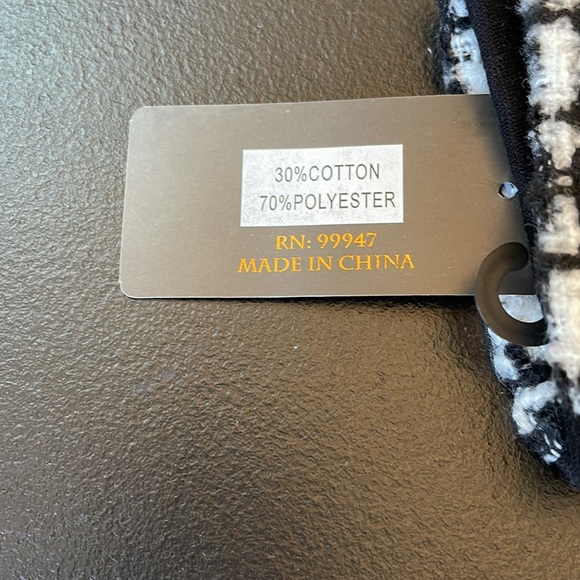 30%COTTON
70%POLYESTER
RN: 99947
MADE IN CHINA